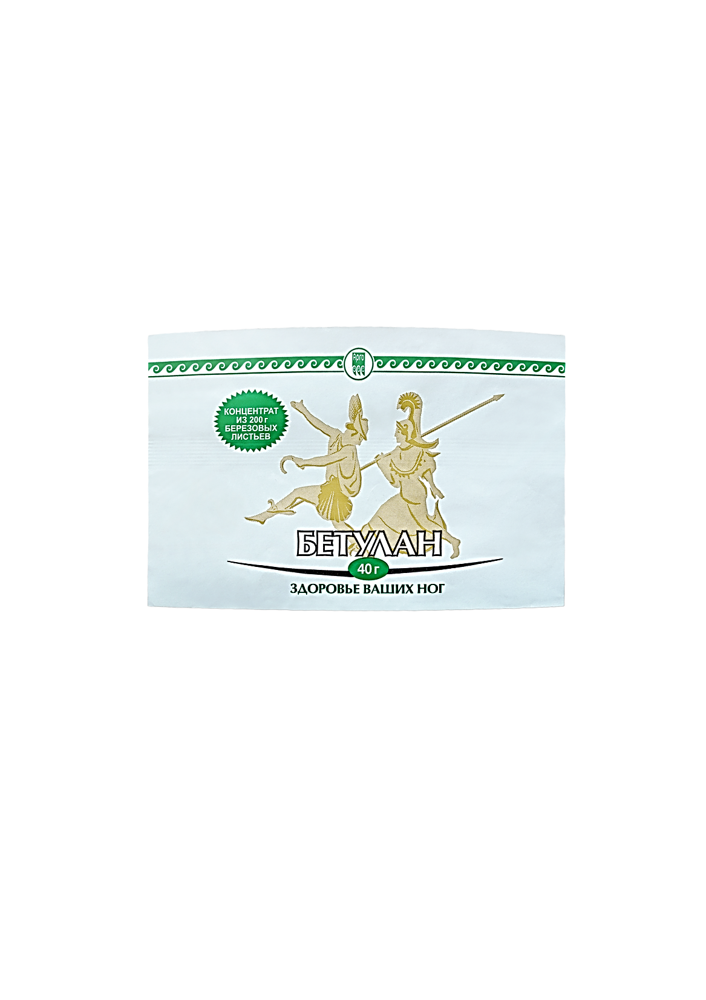 Арго
КОНЦЕНТРАТ
ИЗ 200 г
БЕРЕЗОВЫХ
ЛИСТЬЕВ
БЕТУЛАН
40 г
ЗДОРОВЬЕ ВАШИХ НОГ